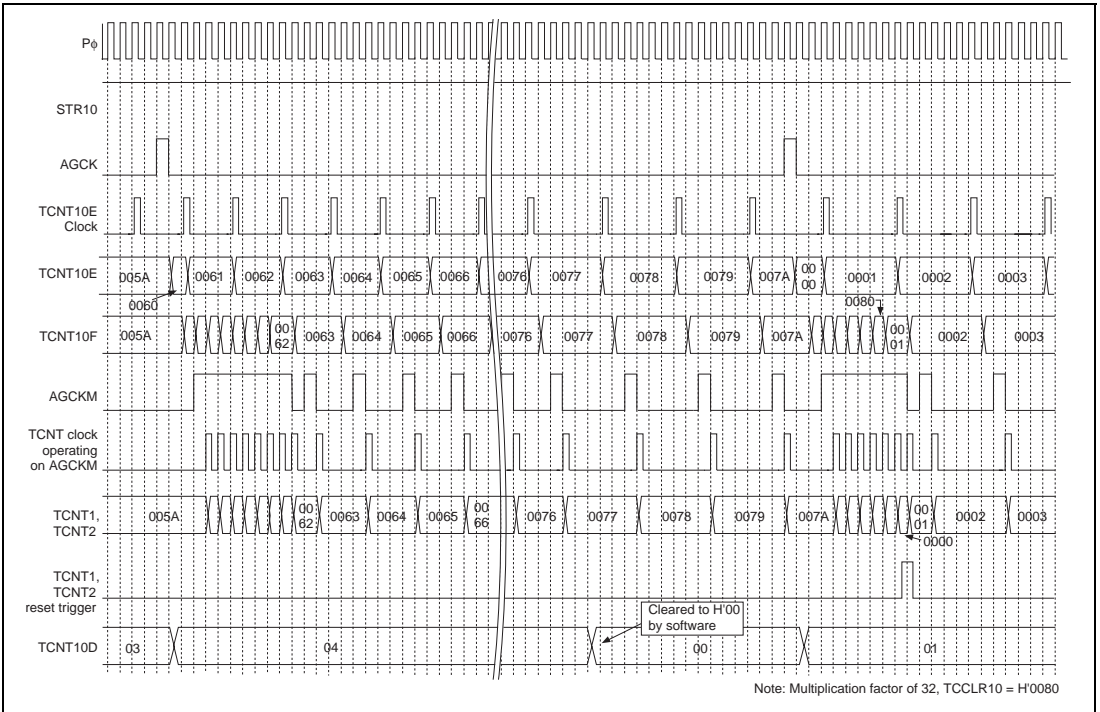 Pφ
STR10
AGCK
TCNT10E
Clock
TCNT10E 005A 0061 0062 0063 0064 0065 0066 0076 0077 0078 0079 007A 00 0001 0002 0003
00
0060
0080
TCNT10F 005A 00 0063 0064 0065 0066 0076 0077 0078 0079 007A 00 0002 0003
62 01
AGCKM
TCNT clock
operating
on AGCKM
TCNT1,
TCNT2
005A 00 0063 0064 0065 00 0076 0077 0078 0079 007A 00 0002 0003
62 66 01
0000
TCNT1,
TCNT2
reset trigger
Cleared to H'00
by software
TCNT10D 03 04 00 01
Note: Multiplication factor of 32, TCCLR10 = H'0080